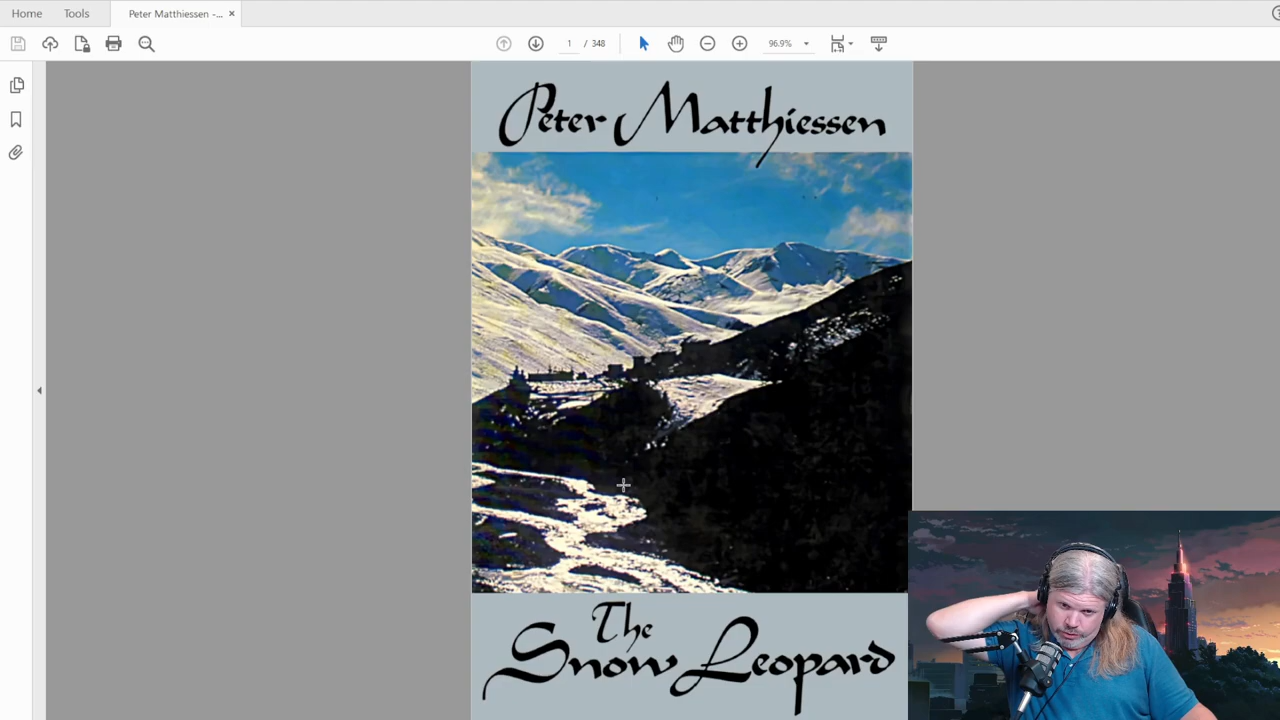 Home Tools Peter Matthiessen -... ×
1 / 348 96.9%
Peter Matthiessen
The
Snow Leopard